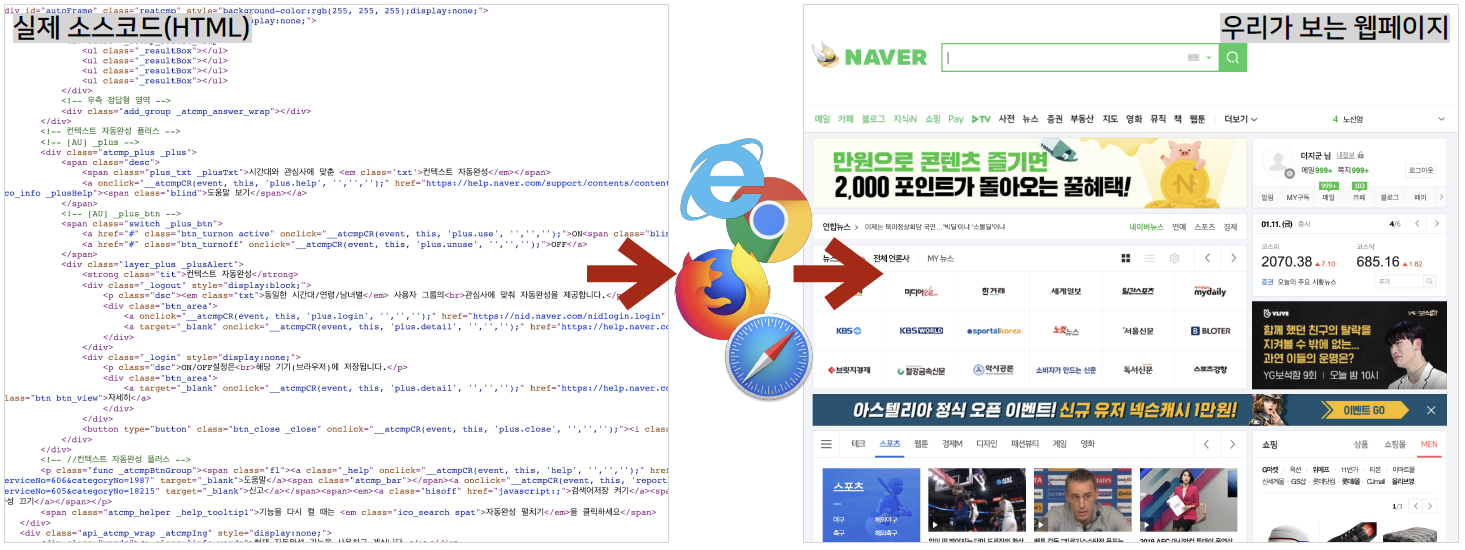 div id="autoFrame" class="reatcmp" style="background-color:rgb(255, 255, 255);display:none;">
display:none;">
실제 소스코드(HTML)
<ul class="_resultBox"></ul>
<ul class="_resultBox"></ul>
<ul class="_resultBox"></ul>
<ul class="_resultBox"></ul>
</div>
<!-- 우측 정답형 영역 -->
<div class="add_group _atcmp_answer_wrap"></div>
</div>
<!-- 컨텍스트 자동완성 플러스 -->
<!-- [AU] _plus -->
<div class="atcmp_plus _plus">
<span class="desc">
<span class="plus_txt _plusTxt">시간대와 관심사에 맞춘 <em class='txt'>컨텍스트 자동완성</em></span>
<a onclick="__atcmpCR(event, this, 'plus.help', '','','');" href="https://help.naver.com/support/contents/content
co_info _plusHelp"><span class="blind">도움말 보기</span></a>
</span>
<!-- [AU] _plus_btn -->
<span class="switch _plus_btn">
<a href="#" class="btn_turnon active" onclick="__atcmpCR(event, this, 'plus.use', '','','');">ON<span class="blin
<a href="#" class="btn_turnoff" onclick="__atcmpCR(event, this, 'plus.unuse', '','','');">OFF</a>
</span>
<div class="layer_plus _plusAlert">
<strong class="tit">컨텍스트 자동완성</strong>
<div class="_logout" style="display:block;">
<p class="dsc"><em class="txt">동일한 시간대/연령/남녀별</em> 사용자 그룹의<br>관심사에 맞춰 자동완성을 제공합니다.</p
<div class="btn_area">
<a onclick="__atcmpCR(event, this, 'plus.login', '','','');" href="https://nid.naver.com/nidlogin.login"
<a target="_blank" onclick="__atcmpCR(event, this, 'plus.detail', '','','');" href="https://help.naver.co
</div>
</div>
<div class="_login" style="display:none;">
<p class="dsc">ON/OFF설정은<br>해당 기기(브라우저)에 저장됩니다.</p>
<div class="btn_area">
<a target="_blank" onclick="__atcmpCR(event, this, 'plus.detail', '','','');" href="https://help.naver.co
lass="btn btn_view">자세히</a>
</div>
</div>
<button type="button" class="btn_close _close" onclick="__atcmpCR(event, this, 'plus.close', '','','');"><i clas
</div>
</div>
<!-- //컨텍스트 자동완성 플러스 -->
<p class="func _atcmpBtnGroup"><span class="fl"><a class="_help" onclick="__atcmpCR(event, this, 'help', '','','');" hre
erviceNo=606&categoryNo=1987" target="_blank">도움말</a><span class="atcmp_bar"></span><a onclick="__atcmpCR(event, this, 'report
erviceNo=605&categoryNo=18215" target="_blank">신고</a></span><span><em><a class="hisoff" href="javascript:;">검색어저장 켜기</a><spa
성 끄기</a></span></p>
<span class="atcmp_helper _help_tooltip1">기능을 다시 켤 때는 <em class="ico_search spat">자동완성 펼치기</em>을 클릭하세요</span>
</div>
<div class="api_atcmp_wrap _atcmpIng" style="display:none;">
우리가 보는 웹페이지
NAVER
메일 카페 블로그 지식iN 쇼핑 Pay TV 사전 뉴스 증권 부동산 지도 영화 뮤직 책 웹툰 더보기 4 노선영
만원으로 콘텐츠 즐기면
2,000 포인트가 돌아오는 꿀혜택!
더지군 님 내정보
메일999+ 쪽지999+ 로그아웃
999+ 103
알림 MY구독 메일 카페 블로그 페이
연합뉴스 이제는 북미정상회담 국면…'빅딜'이냐 '스몰딜'이냐
네이버뉴스 연예 스포츠 경제
01.11.(금) 증시 4/6
코스피 코스닥
2070.38 7.10 685.16 1.82
증권 오늘의 주요 시황뉴스 주가
전체 언론사 MY 뉴스
미디어 한겨레 세계일보 일간스포츠 mydaily
KBS KBS WORLD sportalkorea 노컷뉴스 서울신문 BLOTER
브릿지경제 철강금속신문 약사공론 소비자가 만드는 신문 독서신문 스포츠경향
VLIVE
함께 했던 친구의 탈락을
지켜볼 수 밖에 없는…
과연 이들의 운명은?
YG보석함 9회 | 오늘 밤 10시
아스텔리아 정식 오픈 이벤트! 신규 유저 넥슨캐시 1만원! 이벤트 GO
테크 스포츠 웹툰 경제M 디자인 패션뷰티 게임 영화
쇼핑 상품 쇼핑몰 MEN
G마켓 옥션 위메프 11번가 티몬 이마트몰
신세계몰 GS샵 롯데닷컴 롯데홈 CJmall 올리브영
1/3
스포츠
야구 해외야구
축구 해외축구